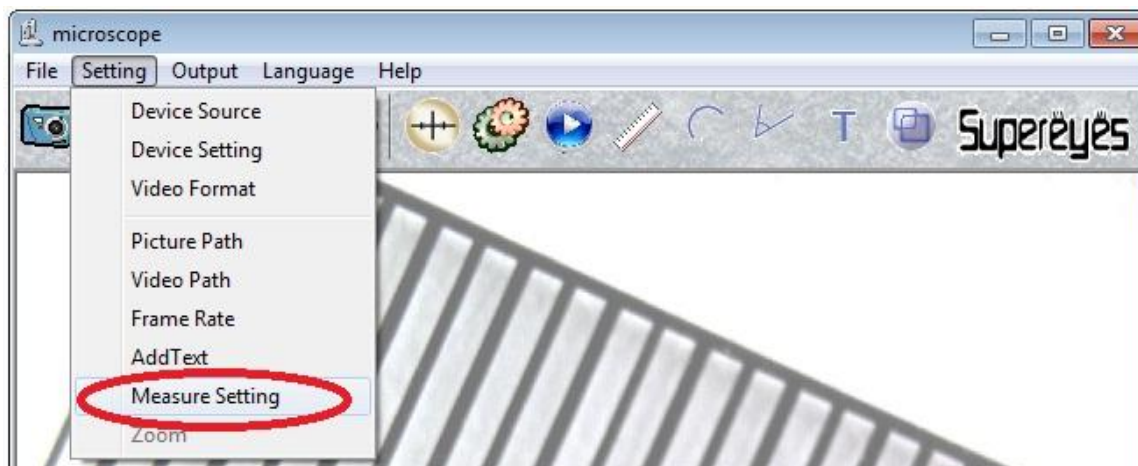 microscope
File Setting Output Language Help
T Supereyes
Device Source
Device Setting
Video Format
Picture Path
Video Path
Frame Rate
AddText
Measure Setting
Zoom